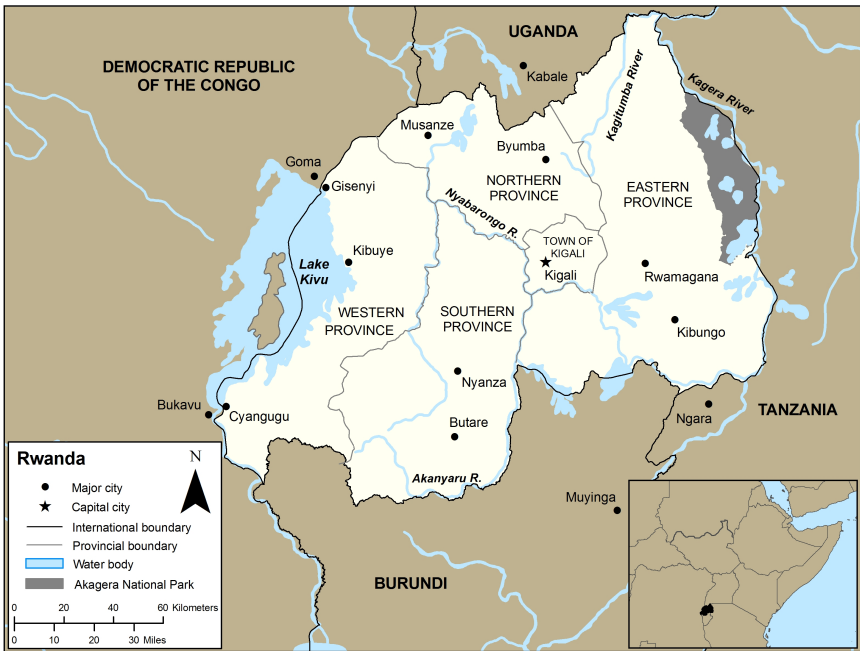 UGANDA
DEMOCRATIC REPUBLIC
OF THE CONGO
Kabale
Kagitumba River
Kagera River
Musanze
Byumba
Goma
Gisenyi
NORTHERN
PROVINCE
EASTERN
PROVINCE
Nyabarongo R.
TOWN OF
KIGALI
Kigali
Kibuye
Lake
Kivu
Rwamagana
WESTERN
PROVINCE
SOUTHERN
PROVINCE
Kibungo
Nyanza
Bukavu
Cyangugu
Butare
Ngara
TANZANIA
Akanyaru R.
Muyinga
BURUNDI
Rwanda
N
Major city
Capital city
International boundary
Provincial boundary
Water body
Akagera National Park
0 20 40 60 Kilometers
0 10 20 30 Miles